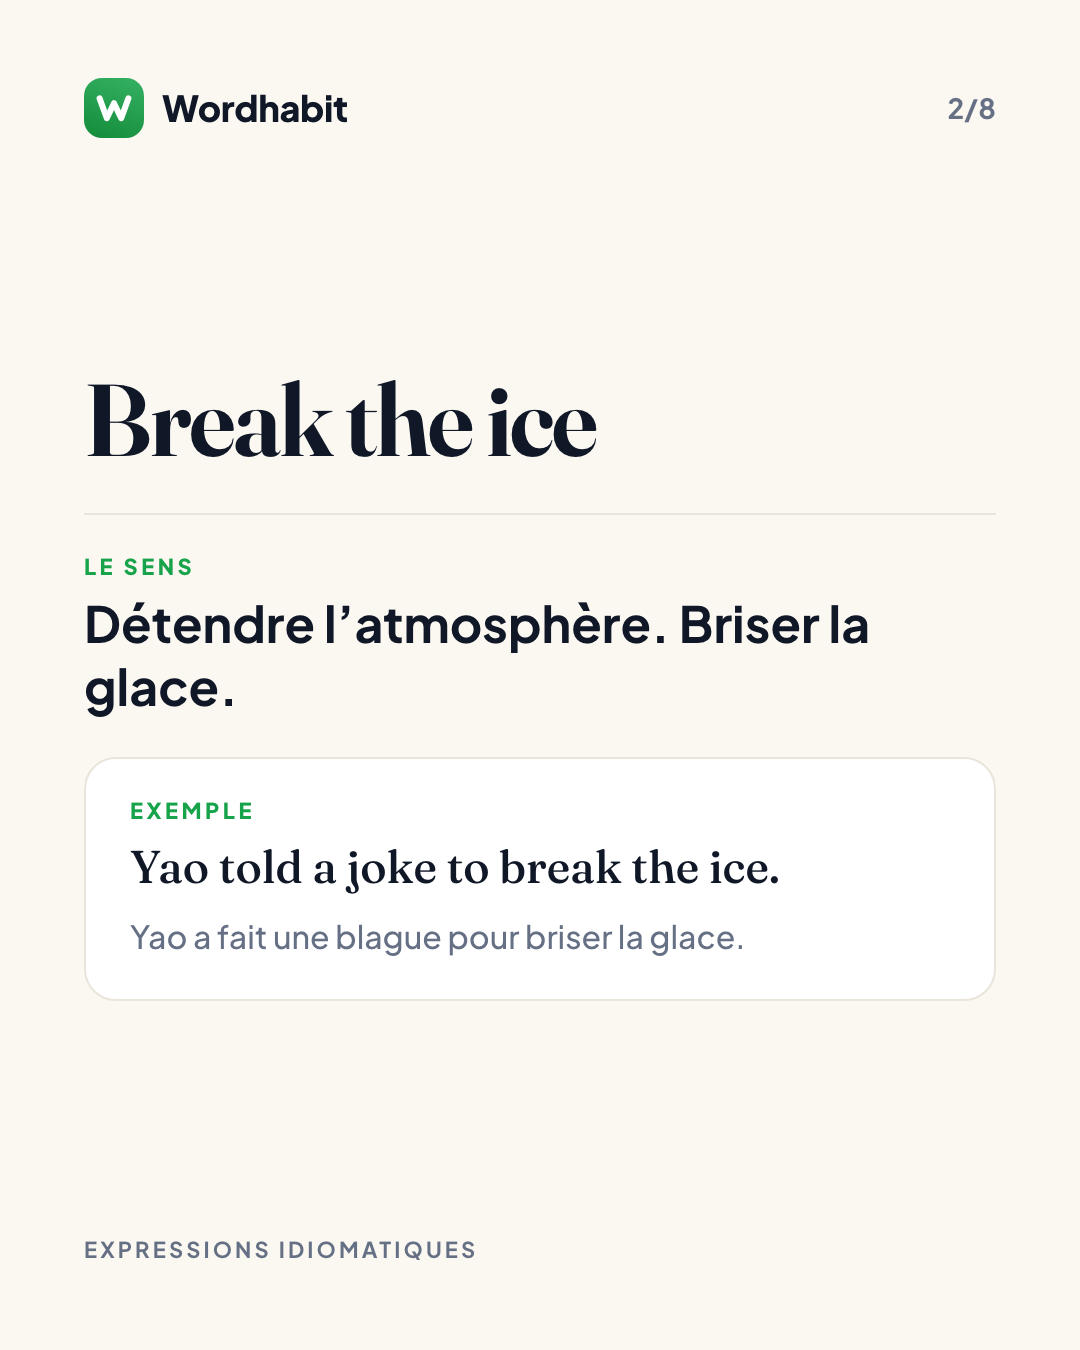 Wordhabit
2/8
Break the ice
LE SENS
Détendre l’atmosphère. Briser la
glace.
EXEMPLE
Yao told a joke to break the ice.
Yao a fait une blague pour briser la glace.
EXPRESSIONS IDIOMATIQUES